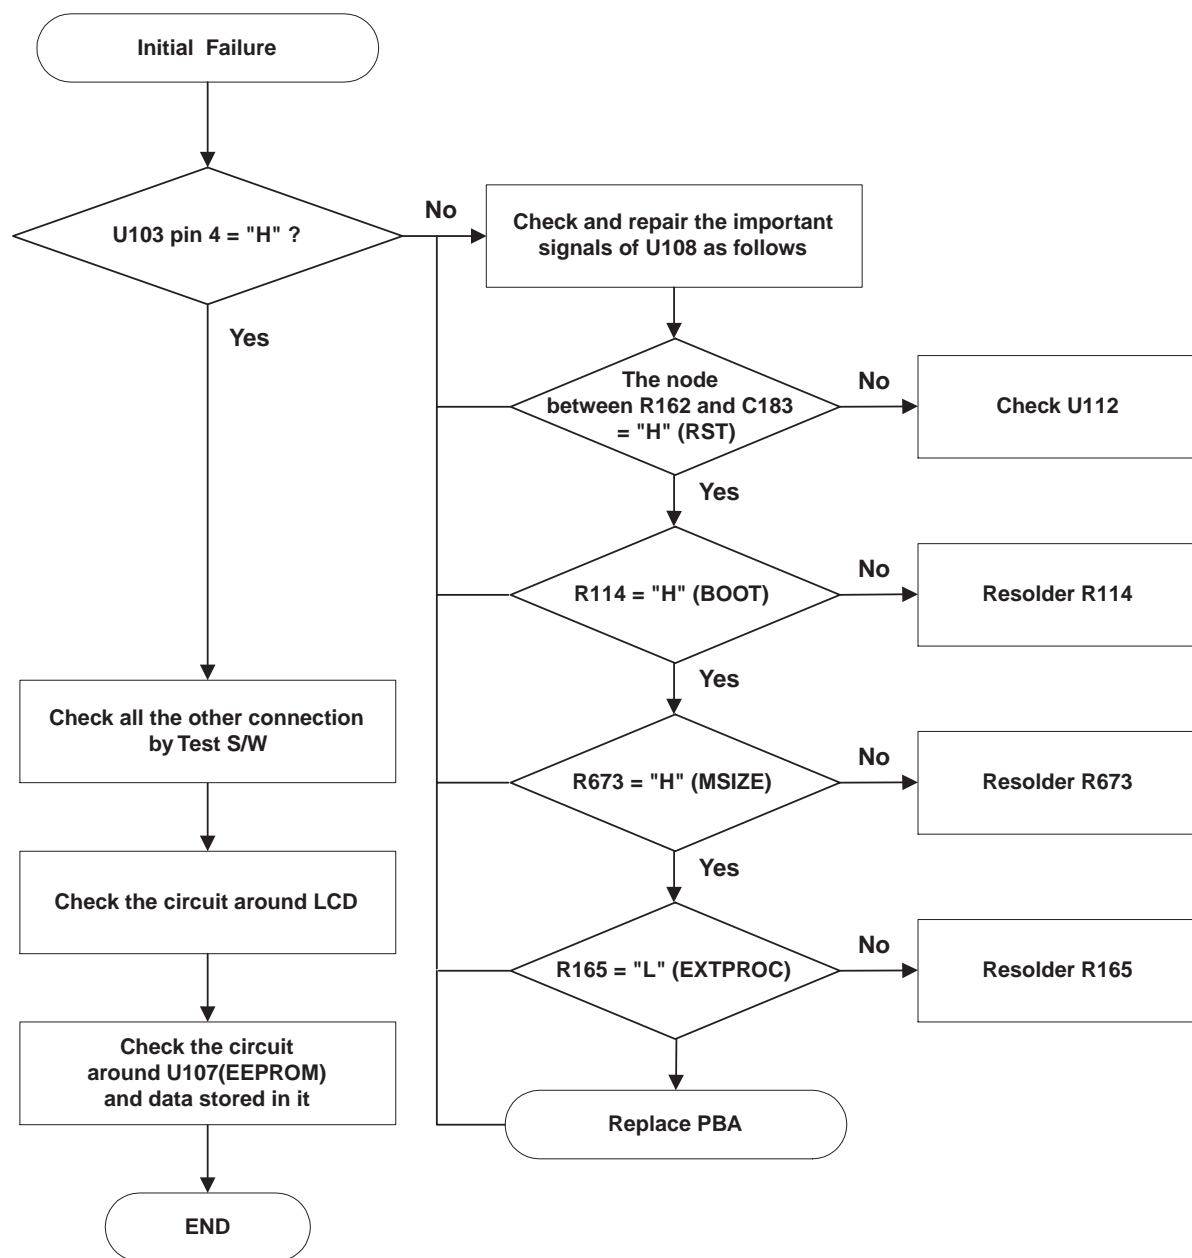 Initial Failure
U103 pin 4 = "H" ?
No
Check and repair the important
signals of U108 as follows
Yes
The node
between R162 and C183
= "H" (RST)
No
Check U112
Yes
R114 = "H" (BOOT)
No
Resolder R114
Yes
Check all the other connection
by Test S/W
R673 = "H" (MSIZE)
No
Resolder R673
Yes
Check the circuit around LCD
R165 = "L" (EXTPROC)
No
Resolder R165
Check the circuit
around U107(EEPROM)
and data stored in it
Replace PBA
END